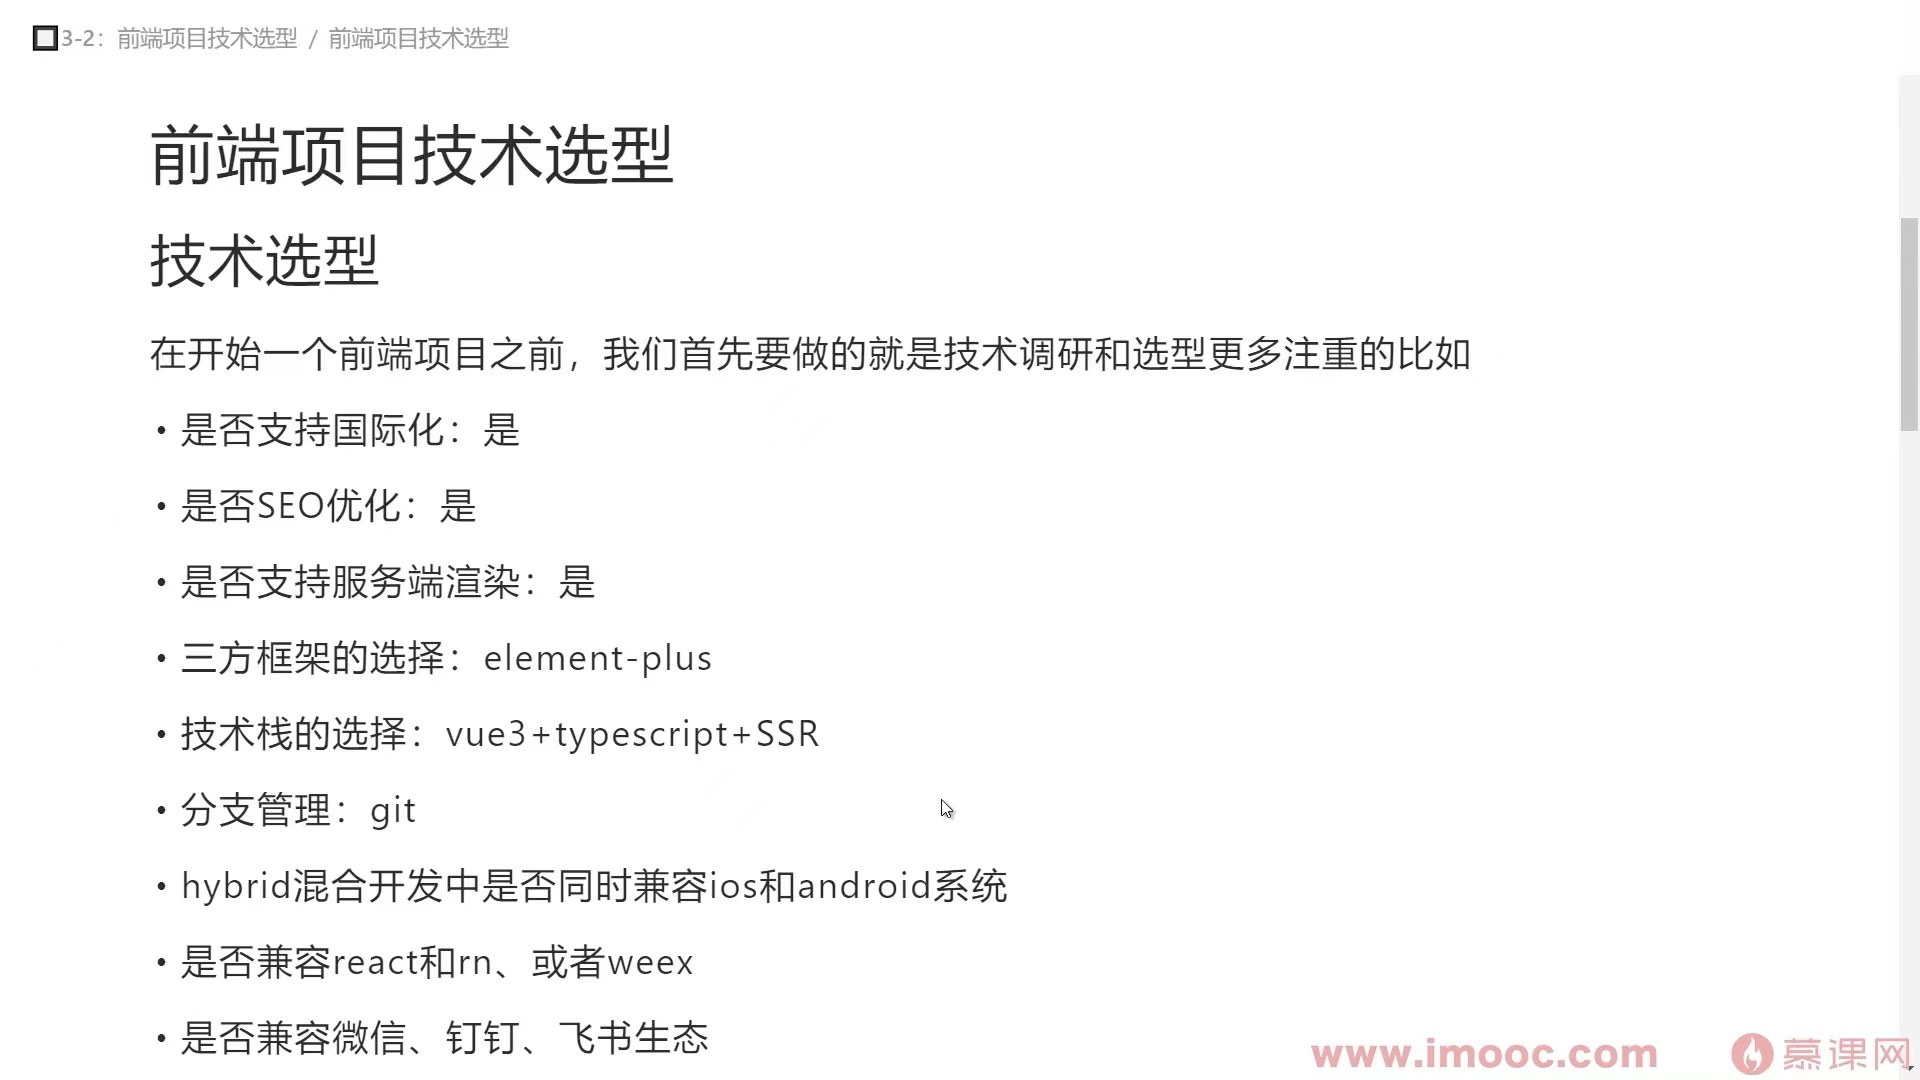 3-2：前端项目技术选型 / 前端项目技术选型
前端项目技术选型
技术选型
在开始一个前端项目之前，我们首先要做的就是技术调研和选型更多注重的比如
• 是否支持国际化：是
• 是否SEO优化：是
• 是否支持服务端渲染：是
• 三方框架的选择：element-plus
• 技术栈的选择：vue3+typescript+SSR
• 分支管理：git
• hybrid混合开发中是否同时兼容ios和android系统
• 是否兼容react和rn、或者weex
• 是否兼容微信、钉钉、飞书生态
www.imooc.com 慕课网